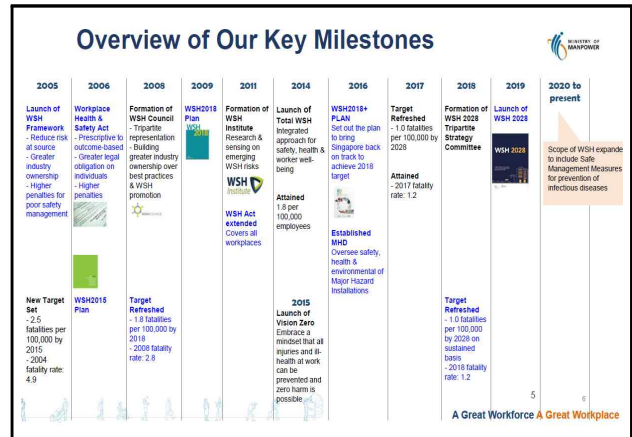 Overview of Our Key Milestones
MINISTRY OF
MANPOWER
2005
Launch of
WSH
Framework
- Reduce risk
at source
- Greater
industry
ownership
- Higher
penalties for
poor safety
management
New Target
Set
- 2.5
fatalities per
100,000 by
2015
- 2004
fatality rate:
4.9
2006
Workplace
Health &
Safety Act
- Prescriptive to
outcome-based
- Greater legal
obligation on
individuals
- Higher
penalties
WSH2015
Plan
2008
Formation of
WSH Council
- Tripartite
representation
- Building
greater industry
ownership over
best practices
& WSH
promotion
Target
Refreshed
- 1.8 fatalities
per 100,000 by
2018
- 2008 fatality
rate: 2.8
2009
WSH2018
Plan
WSH
2018
2011
Formation of
WSH
Institute
Research &
sensing on
emerging
WSH risks
WSH
Institute
WSH Act
extended
Covers all
workplaces
2014
Launch of
Total WSH
Integrated
approach for
safety, health &
worker well-
being
Attained
1.8 per
100,000
employees
2015
Launch of
Vision Zero
Embrace a
mindset that all
injuries and ill-
health at work
can be
prevented and
zero harm is
possible
2016
WSH2018+
PLAN
Set out the plan
to bring
Singapore back
on track to
achieve 2018
target
Established
MHD
Oversee safety,
health &
environmental of
Major Hazard
Installations
2017
Target
Refreshed
- 1.0 fatalities
per 100,000 by
2028
Attained
- 2017 fatality
rate: 1.2
2018
Formation of
WSH 2028
Tripartite
Strategy
Committee
Target
Refreshed
- 1.0 fatalities
per 100,000
by 2028 on
sustained
basis
- 2018 fatality
rate: 1.2
2019
Launch of
WSH 2028
WSH 2028
2020 to
present
Scope of WSH expande
to include Safe
Management Measures
for prevention of
infectious diseases
5
6
A Great Workforce A Great Workplace